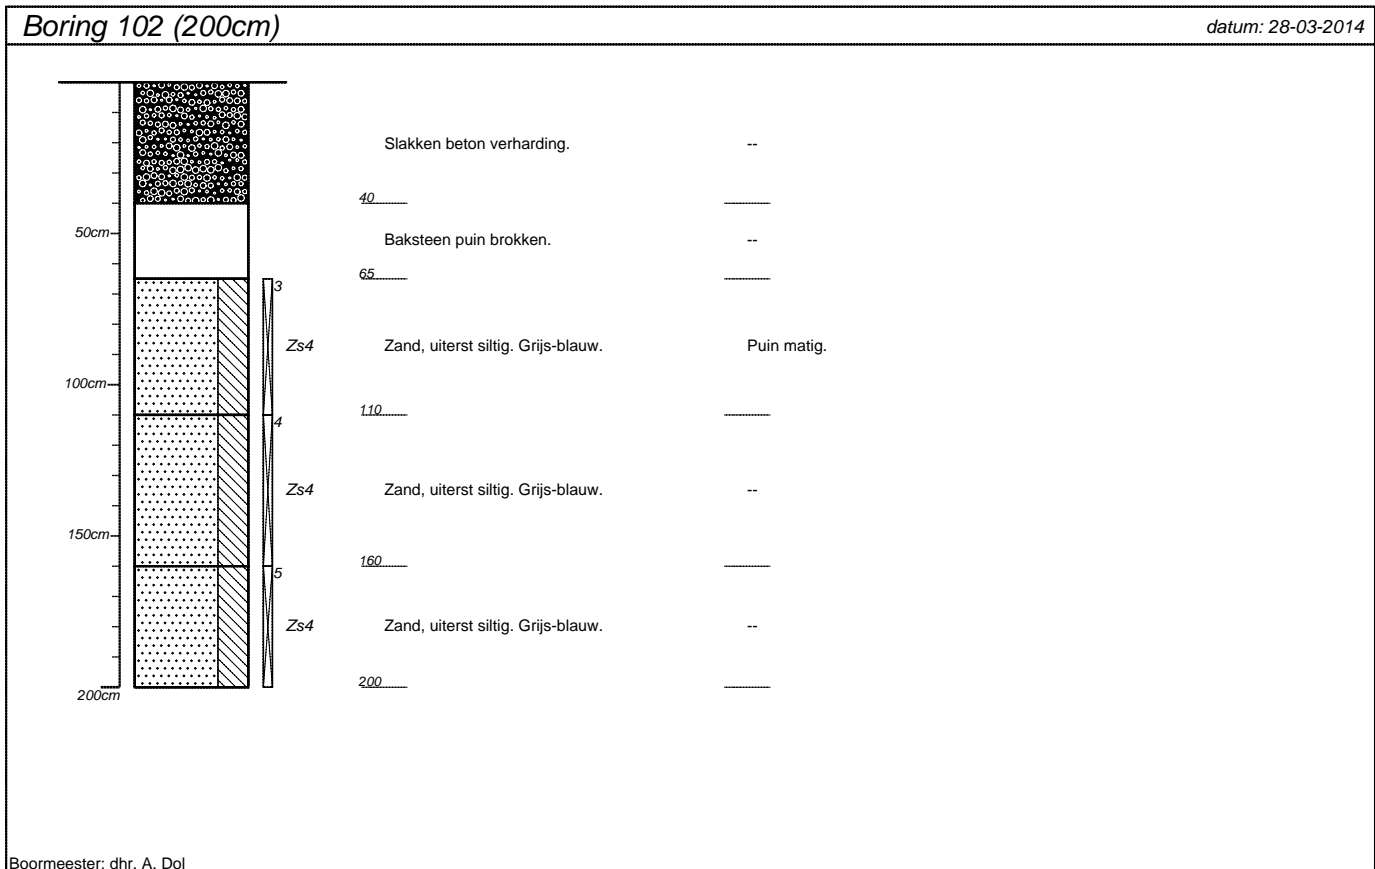 Boring 102 (200cm) datum: 28-03-2014
Slakken beton verharding. --
40
50cm Baksteen puin brokken. --
65
3
Zs4 Zand, uiterst siltig. Grijs-blauw. Puin matig.
100cm
110
4
Zs4 Zand, uiterst siltig. Grijs-blauw. --
150cm
160
5
Zs4 Zand, uiterst siltig. Grijs-blauw. --
200
200cm
Boormeester: dhr. A. Dol